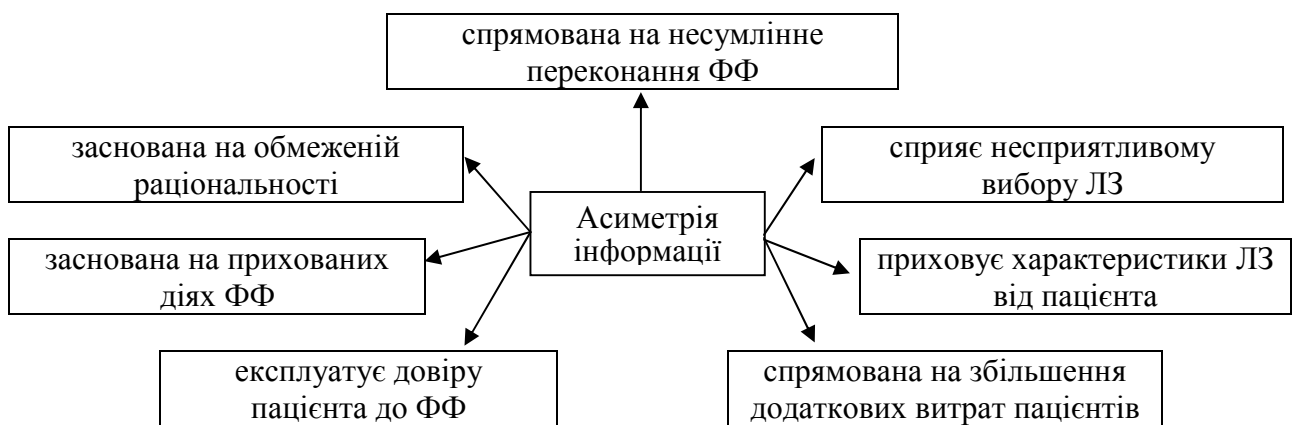 спрямована на несумлінне
переконання ФФ
заснована на обмеженій
раціональності
сприяє несприятливому
вибору ЛЗ
Асиметрія
інформації
заснована на прихованих
діях ФФ
приховує характеристики ЛЗ
від пацієнта
експлуатує довіру
пацієнта до ФФ
спрямована на збільшення
додаткових витрат пацієнтів